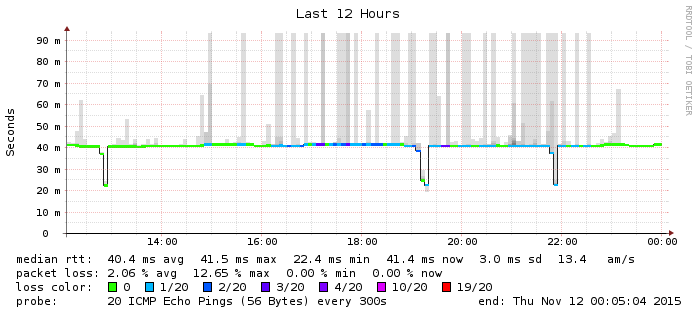 Last 12 Hours
RRDTOOL / TOBI OETIKER
Seconds
90 m
80 m
70 m
60 m
50 m
40 m
30 m
20 m
10 m
0
14:00 16:00 18:00 20:00 22:00 00:00
median rtt: 40.4 ms avg 41.5 ms max 22.4 ms min 41.4 ms now 3.0 ms sd 13.4 am/s
packet loss: 2.06 % avg 12.65 % max 0.00 % min 0.00 % now
loss color: 0 1/20 2/20 3/20 4/20 10/20 19/20
probe: 20 ICMP Echo Pings (56 Bytes) every 300s end: Thu Nov 12 00:05:04 2015